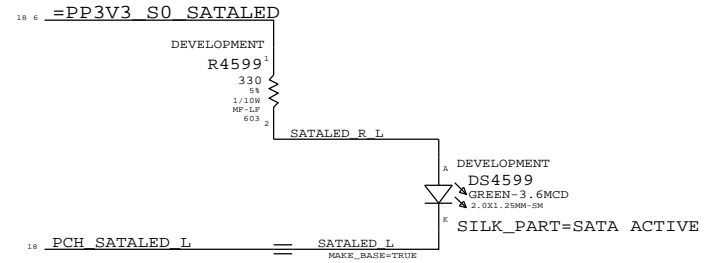 18 6 =PP3V3_S0_SATALED
DEVELOPMENT
R4599 1
330
5%
1/10W
MF-LF
603
2
SATALED_R_L
A DEVELOPMENT
DS4599
GREEN-3.6MCD
2.0X1.25MM-SM
K SILK_PART=SATA ACTIVE
18 PCH_SATALED_L SATALED_L
MAKE_BASE=TRUE